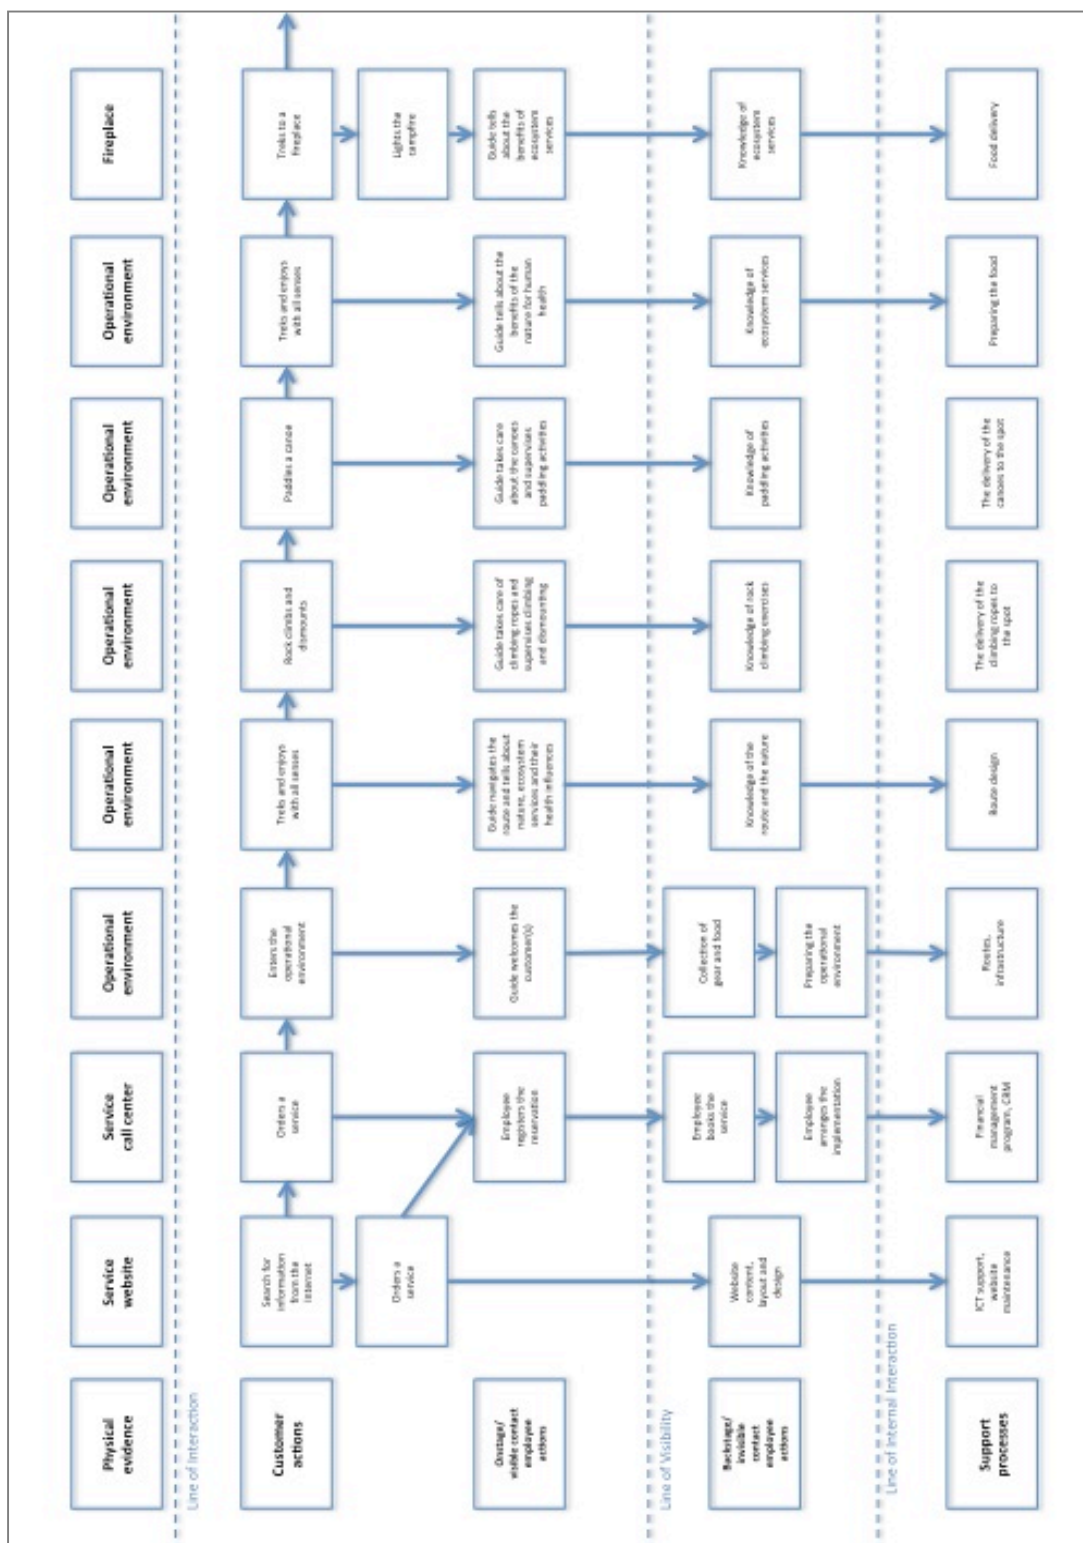 Physical
evidence
Service
website
Service
call center
Operational
environment
Operational
environment
Operational
environment
Operational
environment
Operational
environment
Fireplace
Line of Interaction
Customer
actions
Search for
information
from the
internet
Orders a
service
Orders a
service
Enters the
operational
environment
Treks and enjoys
with all senses
Rock climbs and
dismounts
Paddles a canoe
Treks and enjoys
with all senses
Treks to a
fireplace
Lights the
campfire
Onstage/
visible contact
employee
actions
Employee
registers the
reservation
Guide welcomes the
customer(s)
Guide navigates the
route and tells about
nature, ecosystem
services and their
health influences
Guide takes care of
climbing ropes and
supervises climbing
and dismounting
Guide takes care
about the canoes
and supervises
paddling activities
Guide tells about the
benefits of the
nature for human
health
Guide tells
about the
benefits of
ecosystem
services
Line of Visibility
Backstage/
invisible
contact
employee
actions
Website
content,
layout and
design
Employee
books the
service
Employee
arranges the
implementation
Collection of
gear and food
Preparing the
operational
environment
Knowledge of the
route and the nature
Knowledge of rock
climbing exercises
Knowledge of
paddling activities
Knowledge of
ecosystem services
Knowledge of
ecosystem
services
Line of Internal Interaction
Support
processes
ICT support,
website
maintenance
Financial
management
program, CRM
Routes,
infrastructure
Route design
The delivery of the
climbing ropes to
the spot
The delivery of the
canoes to the spot
Preparing the food
Food delivery